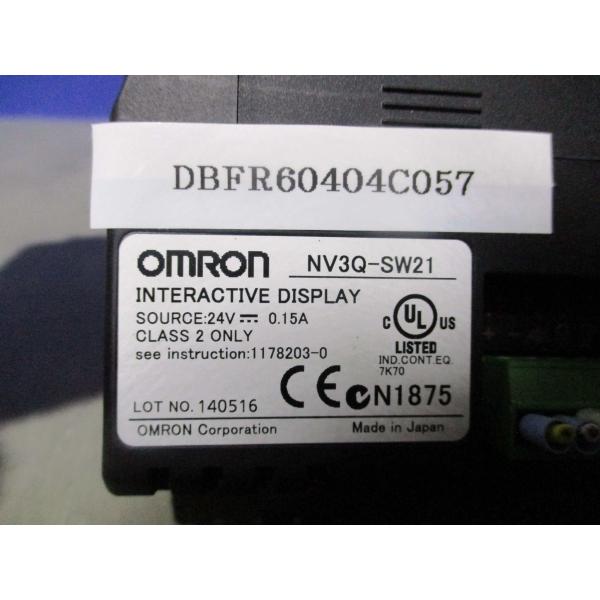 DBFR60404C057
OMRON NV3Q-SW21
INTERACTIVE DISPLAY
SOURCE:24V⎓ 0.15A
CLASS 2 ONLY
see instruction:1178203-0
C UL US
LISTED
IND.CONT.EQ.
7K70
CE N1875
LOT NO. 140516
OMRON Corporation Made in Japan